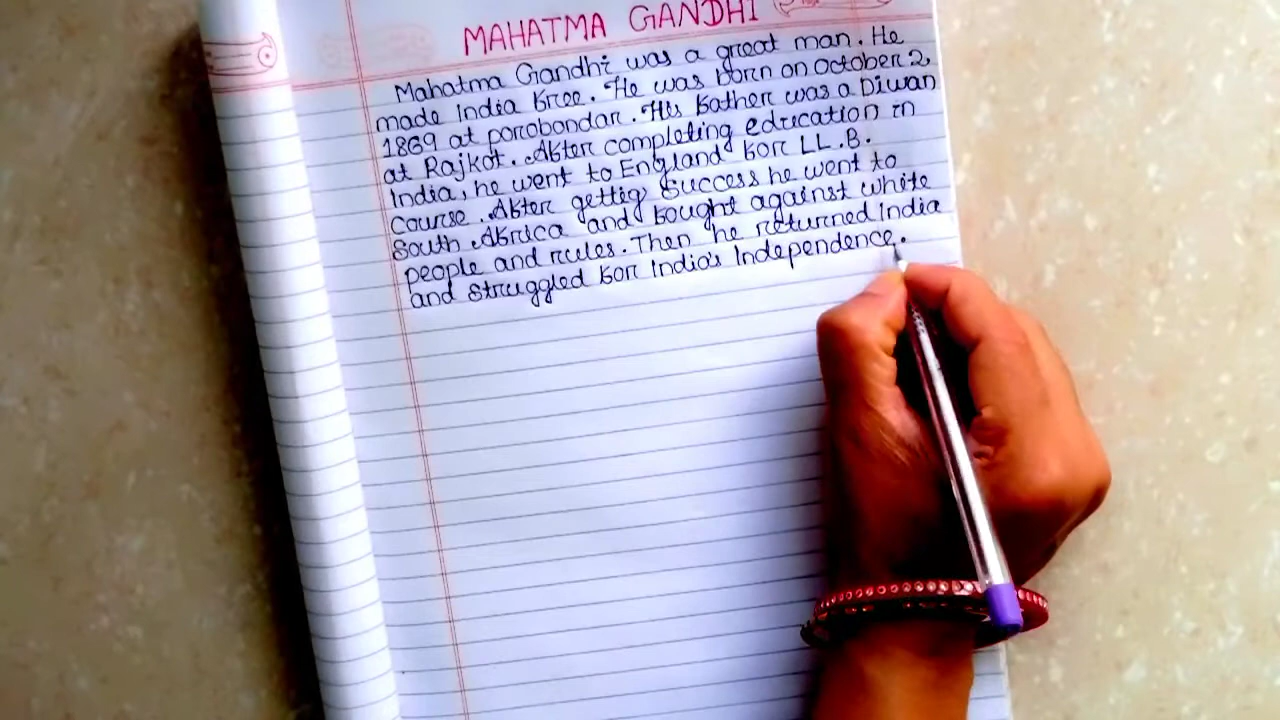 MAHATMA GANDHI
Mahatma Gandhi was a great man. He
made India free. He was born on October 2,
1869 at porobondar. His father was a Diwan
at Rajkot. After completing education in
India, he went to England for LL.B.
course. After gettig success he went to
South Africa and fought against white
people and rules. Then he returned India
and struggled for India's Independence.